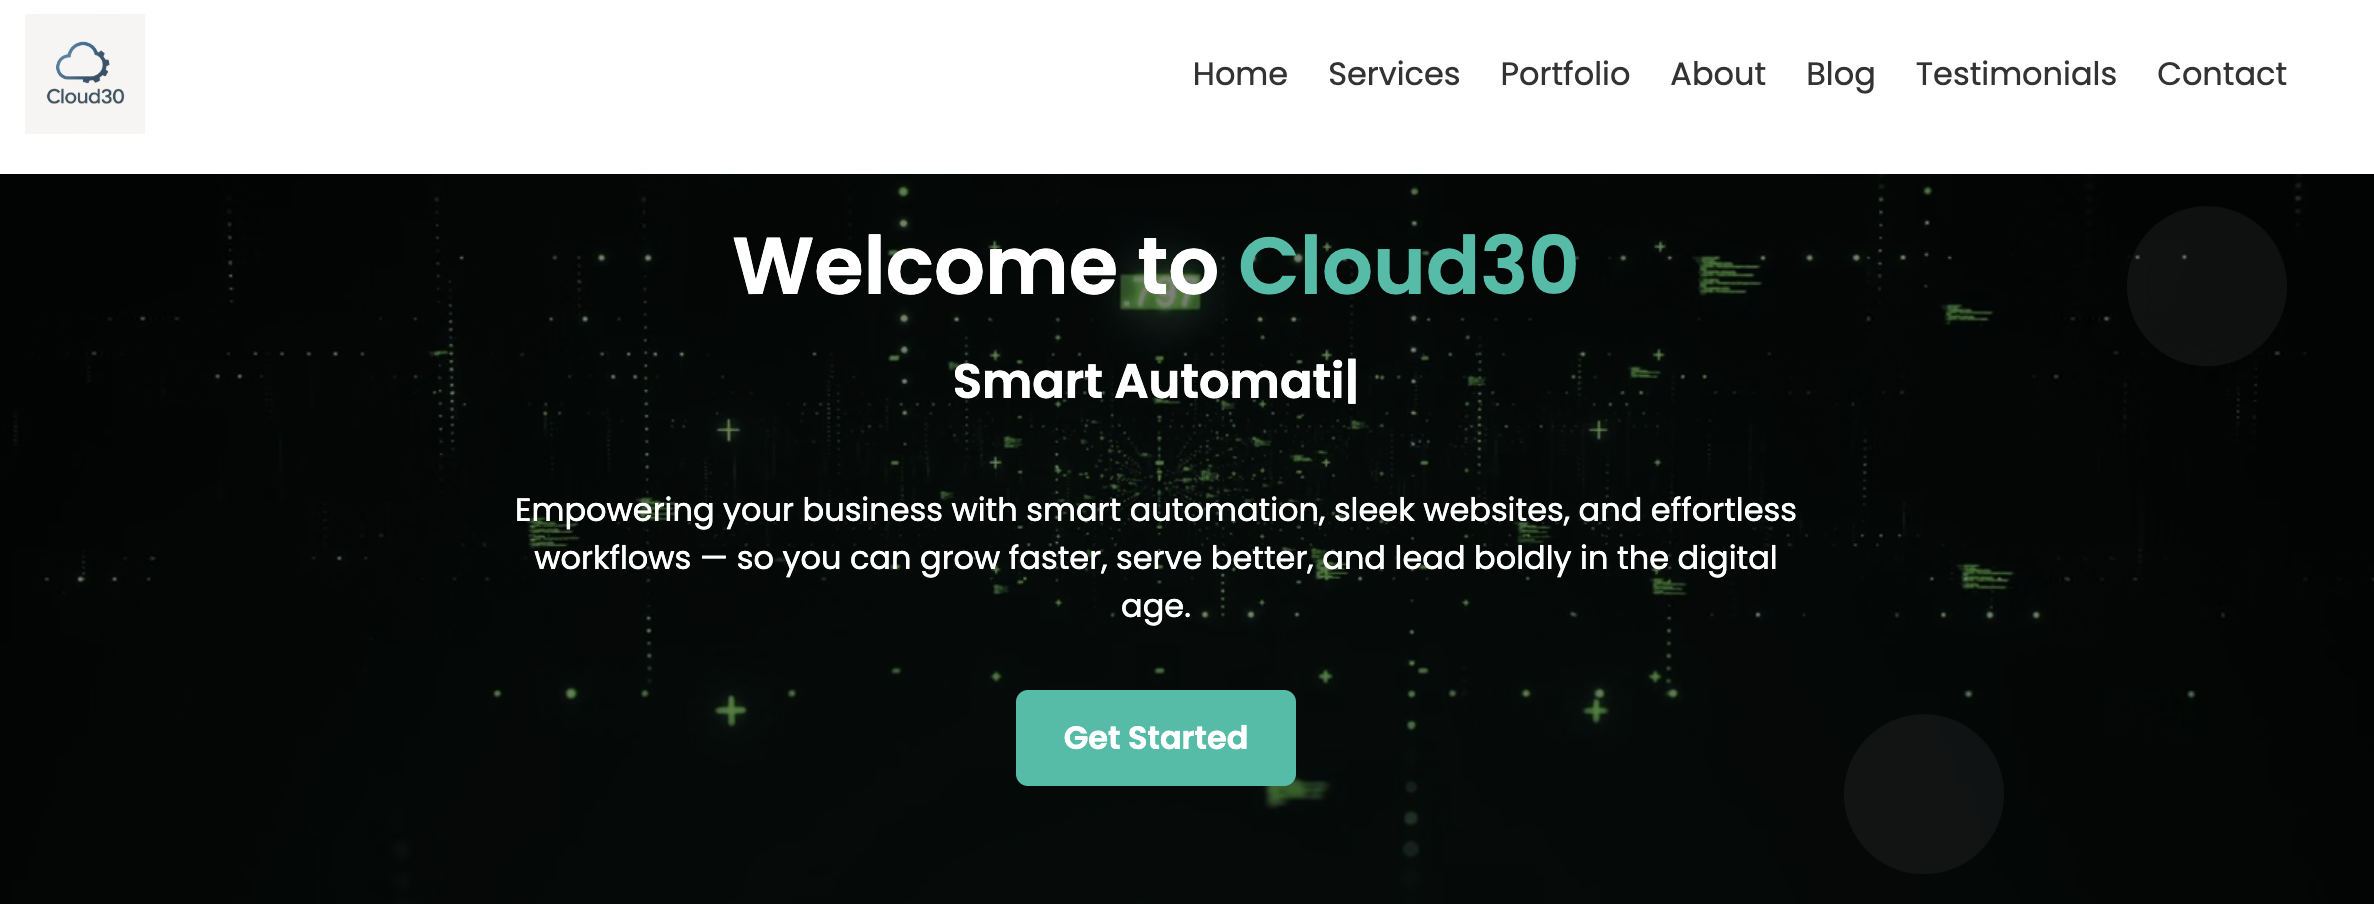 Cloud30
Home Services Portfolio About Blog Testimonials Contact
Welcome to Cloud30
Smart Automati|
Empowering your business with smart automation, sleek websites, and effortless
workflows — so you can grow faster, serve better, and lead boldly in the digital
age.
Get Started